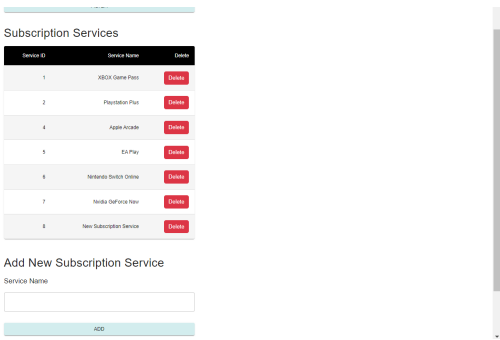 Subscription Services
Service ID Service Name Delete
1 XBOX Game Pass Delete
2 Playstation Plus Delete
4 Apple Arcade Delete
5 EA Play Delete
6 Nintendo Switch Online Delete
7 Nvidia GeForce Now Delete
8 New Subscription Service Delete
Add New Subscription Service
Service Name
ADD